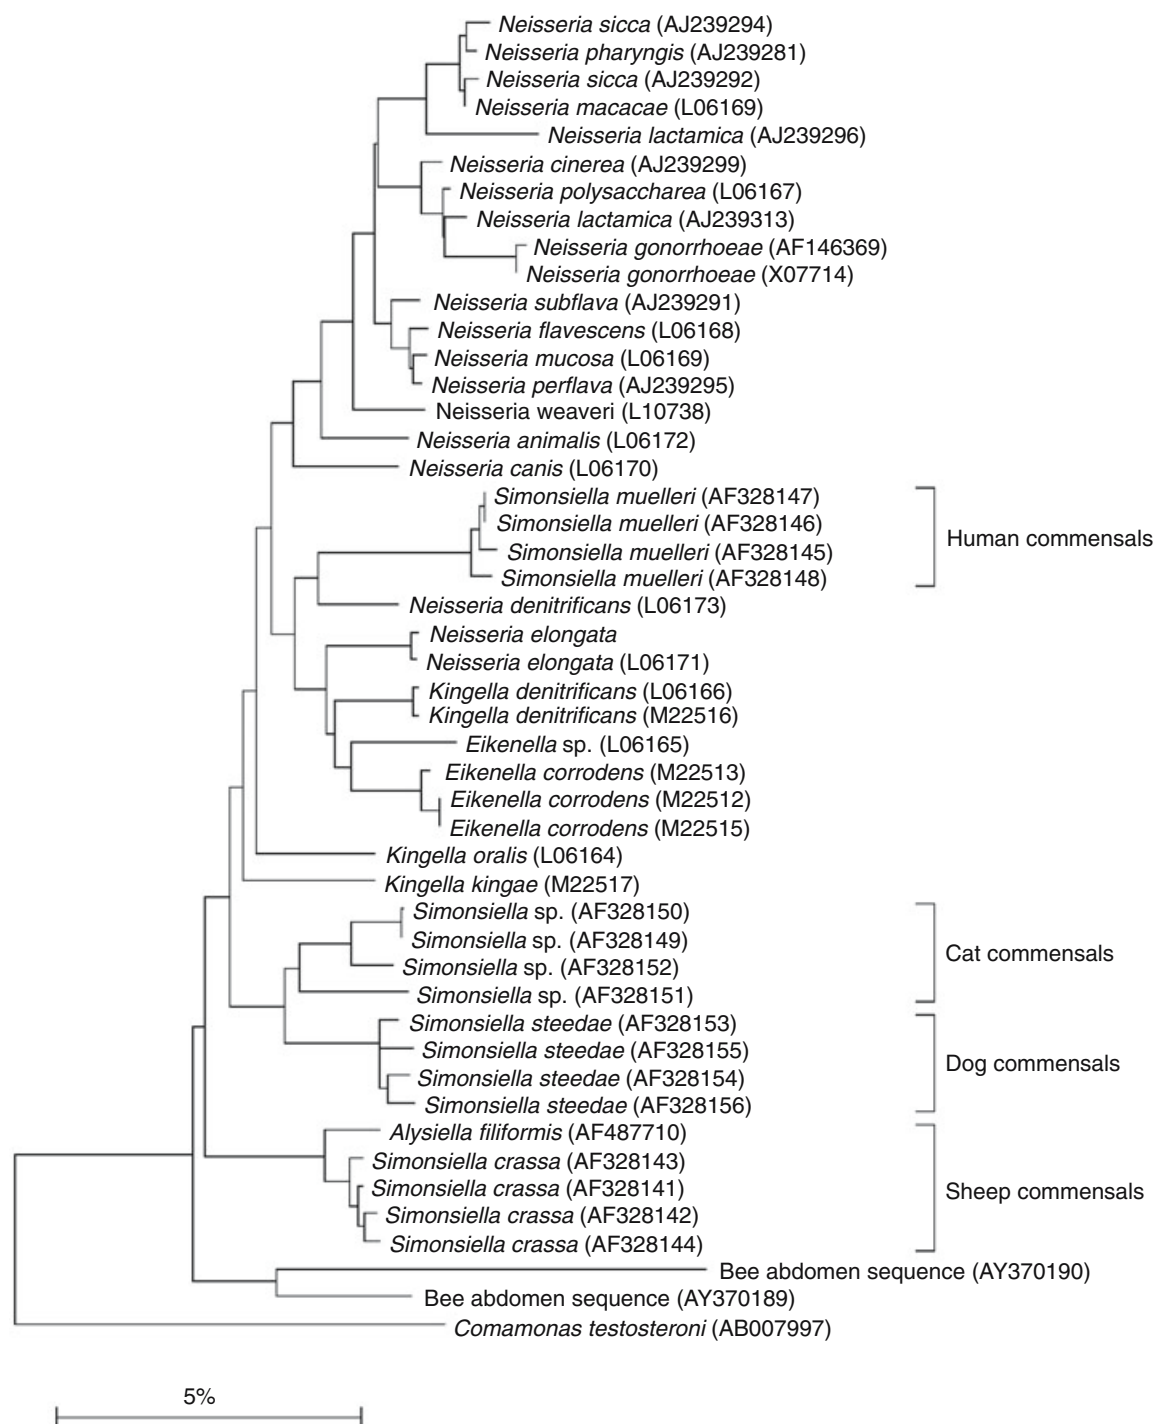 Neisseria sicca (AJ239294)
Neisseria pharyngis (AJ239281)
Neisseria sicca (AJ239292)
Neisseria macacae (L06169)
Neisseria lactamica (AJ239296)
Neisseria cinerea (AJ239299)
Neisseria polysaccharea (L06167)
Neisseria lactamica (AJ239313)
Neisseria gonorrhoeae (AF146369)
Neisseria gonorrhoeae (X07714)
Neisseria subflava (AJ239291)
Neisseria flavescens (L06168)
Neisseria mucosa (L06169)
Neisseria perflava (AJ239295)
Neisseria weaveri (L10738)
Neisseria animalis (L06172)
Neisseria canis (L06170)
Simonsiella muelleri (AF328147)
Simonsiella muelleri (AF328146)
Human commensals
Simonsiella muelleri (AF328145)
Simonsiella muelleri (AF328148)
Neisseria denitrificans (L06173)
Neisseria elongata
Neisseria elongata (L06171)
Kingella denitrificans (L06166)
Kingella denitrificans (M22516)
Eikenella sp. (L06165)
Eikenella corrodens (M22513)
Eikenella corrodens (M22512)
Eikenella corrodens (M22515)
Kingella oralis (L06164)
Kingella kingae (M22517)
Simonsiella sp. (AF328150)
Simonsiella sp. (AF328149)
Cat commensals
Simonsiella sp. (AF328152)
Simonsiella sp. (AF328151)
Simonsiella steedae (AF328153)
Simonsiella steedae (AF328155)
Dog commensals
Simonsiella steedae (AF328154)
Simonsiella steedae (AF328156)
Alysiella filiformis (AF487710)
Simonsiella crassa (AF328143)
Simonsiella crassa (AF328141)
Sheep commensals
Simonsiella crassa (AF328142)
Simonsiella crassa (AF328144)
Bee abdomen sequence (AY370190)
Bee abdomen sequence (AY370189)
Comamonas testosteroni (AB007997)
5%